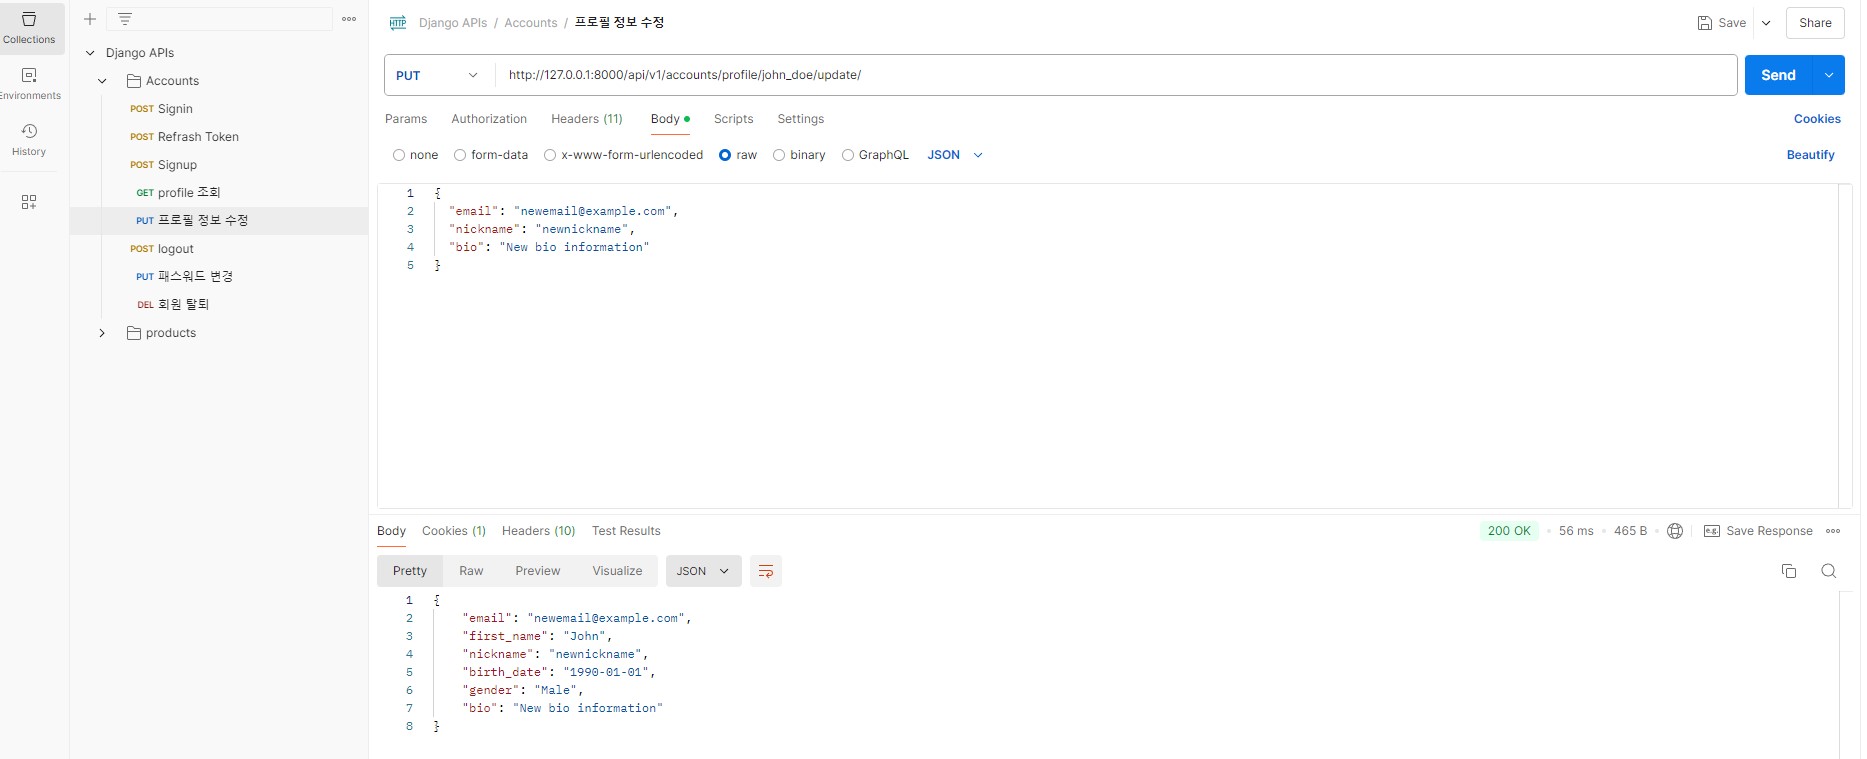 Collections
Environments
History
Django APIs
Accounts
POST Signin
POST Refrash Token
POST Signup
GET profile 조회
PUT 프로필 정보 수정
POST logout
PUT 패스워드 변경
DEL 회원 탈퇴
products
HTTP Django APIs / Accounts / 프로필 정보 수정
Save
Share
PUT
http://127.0.0.1:8000/api/v1/accounts/profile/john_doe/update/
Send
Params Authorization Headers (11) Body Scripts Settings
Cookies
none form-data x-www-form-urlencoded raw binary GraphQL JSON
Beautify
1 {
2 "email": "newemail@example.com",
3 "nickname": "newnickname",
4 "bio": "New bio information"
5 }
Body Cookies (1) Headers (10) Test Results
200 OK • 56 ms • 465 B • e.g. Save Response
Pretty Raw Preview Visualize JSON
1 {
2 "email": "newemail@example.com",
3 "first_name": "John",
4 "nickname": "newnickname",
5 "birth_date": "1990-01-01",
6 "gender": "Male",
7 "bio": "New bio information"
8 }